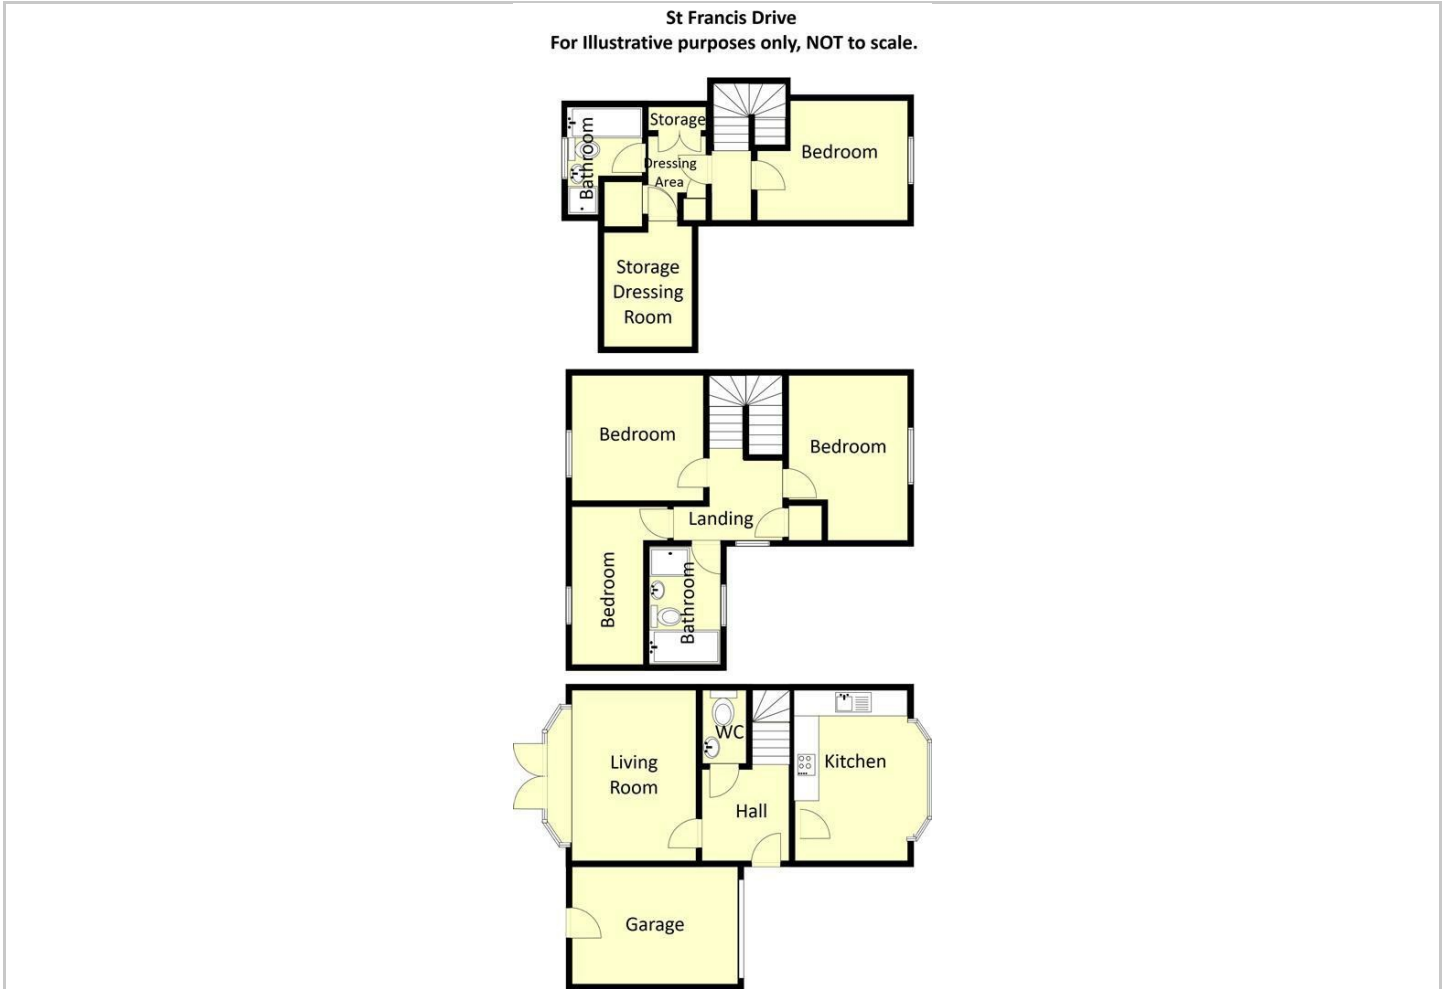 St Francis Drive
For Illustrative purposes only, NOT to scale.
Bathroom
Storage
Dressing
Area
Bedroom
Storage
Dressing
Room
Bedroom
Bedroom
Landing
Bedroom
Bathroom
Living
Room
WC
Hall
Kitchen
Garage